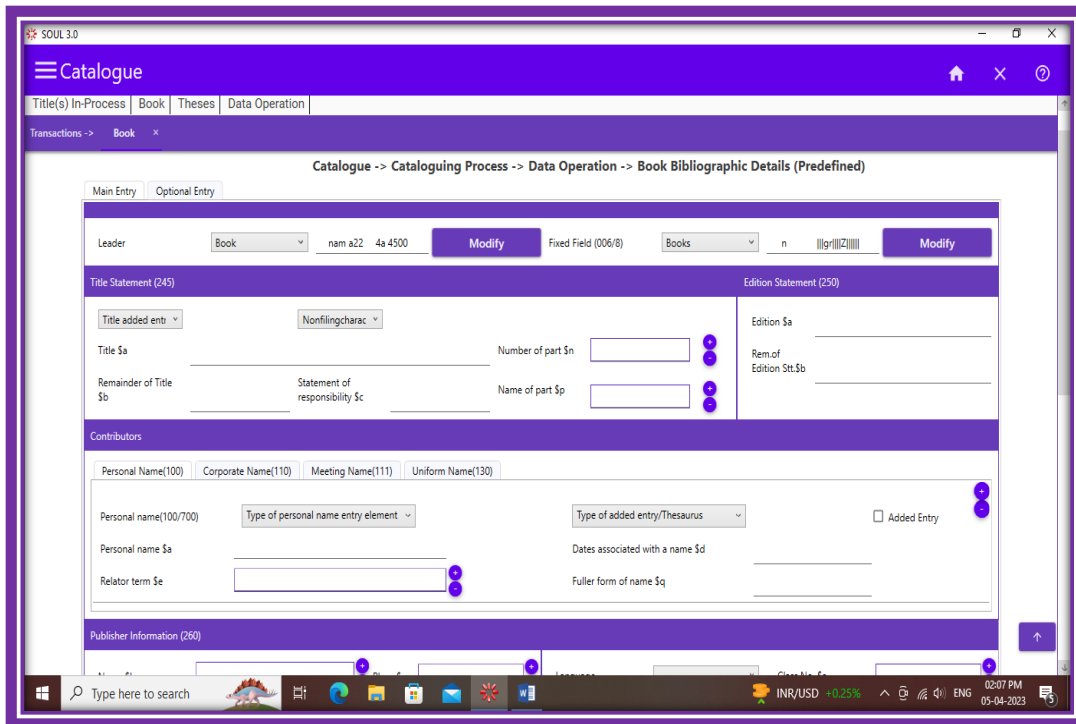 SOUL 3.0
Catalogue
Title(s) In-Process Book Theses Data Operation
Transactions -> Book ×
Catalogue -> Cataloguing Process -> Data Operation -> Book Bibliographic Details (Predefined)
Main Entry Optional Entry
Leader Book nam a22 4a 4500 Modify Fixed Field (006/8) Books n |||gr||||Z|||||| Modify
Title Statement (245) Edition Statement (250)
Title added entr Nonfilingcharac
Edition $a
Title $a Number of part $n
Rem.of
Edition Stt.$b
Remainder of Title
$b
Statement of
responsibility $c
Name of part $p
Contributors
Personal Name(100) Corporate Name(110) Meeting Name(111) Uniform Name(130)
Personal name(100/700) Type of personal name entry element Type of added entry/Thesaurus Added Entry
Personal name $a Dates associated with a name $d
Relator term $e Fuller form of name $q
Publisher Information (260)
Type here to search INR/USD +0.25% ENG 02:07 PM
05-04-2023 5